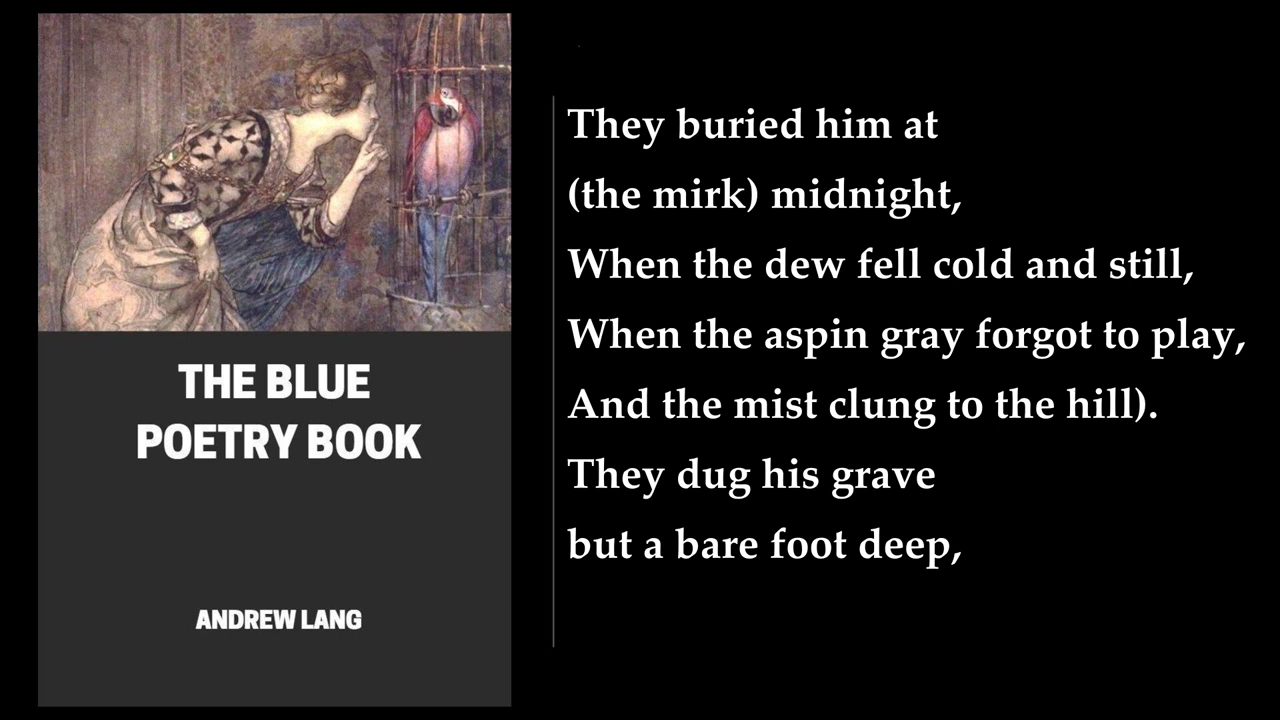 THE BLUE
POETRY BOOK
ANDREW LANG
They buried him at
(the mirk) midnight,
When the dew fell cold and still,
When the aspin gray forgot to play,
And the mist clung to the hill).
They dug his grave
but a bare foot deep,